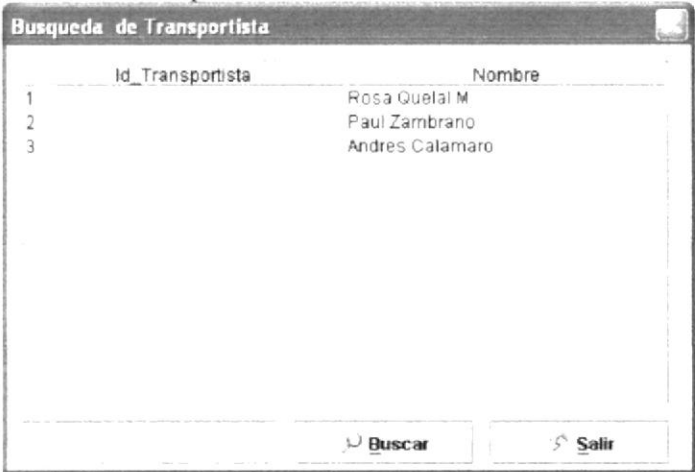 Busqueda de Transportista
Id_Transportista Nombre
1 Rosa Quelal M
2 Paul Zambrano
3 Andres Calamaro
Buscar Salir